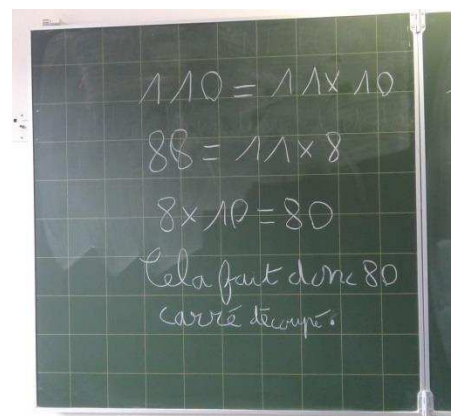 110 = 11 x 10
88 = 11 x 8
8 x 10 = 80
Cela fait donc 80
carré découpé.